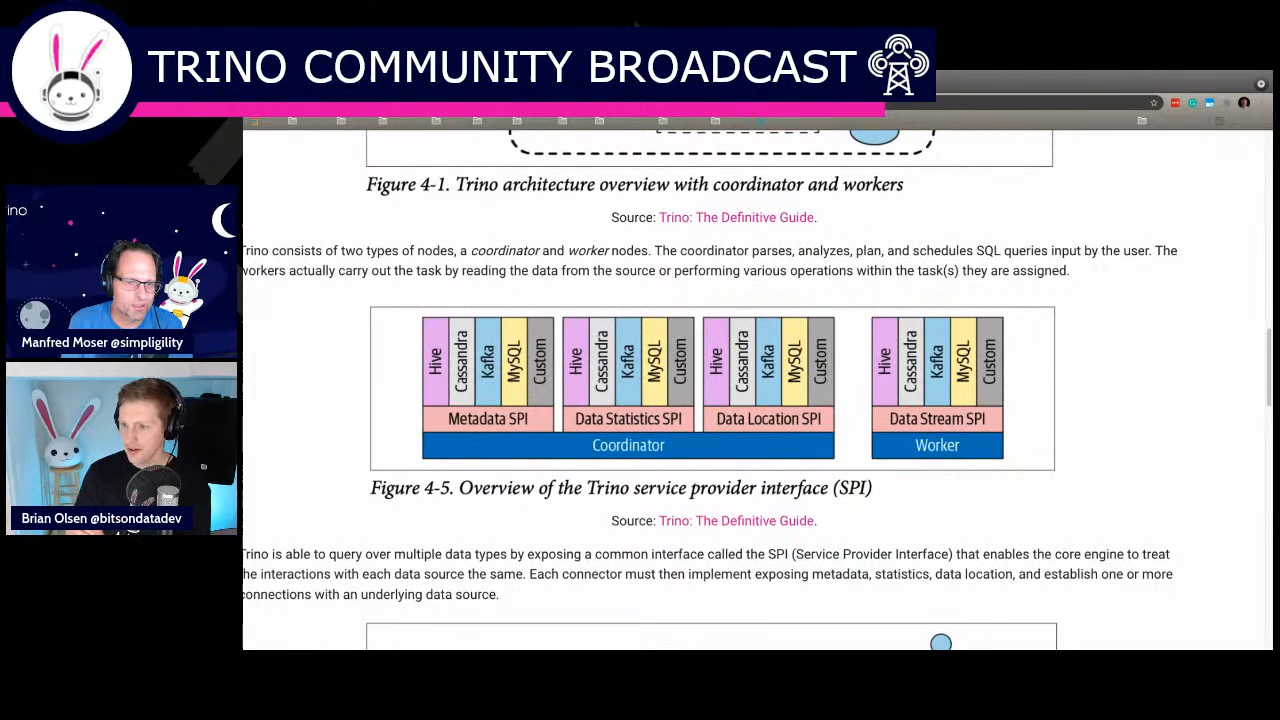 TRINO COMMUNITY BROADCAST
ino
Manfred Moser @simpligility
Brian Olsen @bitsondatadev
Figure 4-1. Trino architecture overview with coordinator and workers
Source: Trino: The Definitive Guide.
Trino consists of two types of nodes, a coordinator and worker nodes. The coordinator parses, analyzes, plan, and schedules SQL queries input by the user. The
workers actually carry out the task by reading the data from the source or performing various operations within the task(s) they are assigned.
Hive Cassandra Kafka MySQL Custom Hive Cassandra Kafka MySQL Custom Hive Cassandra Kafka MySQL Custom Hive Cassandra Kafka MySQL Custom
Metadata SPI Data Statistics SPI Data Location SPI Data Stream SPI
Coordinator Worker
Figure 4-5. Overview of the Trino service provider interface (SPI)
Source: Trino: The Definitive Guide.
Trino is able to query over multiple data types by exposing a common interface called the SPI (Service Provider Interface) that enables the core engine to treat
the interactions with each data source the same. Each connector must then implement exposing metadata, statistics, data location, and establish one or more
connections with an underlying data source.